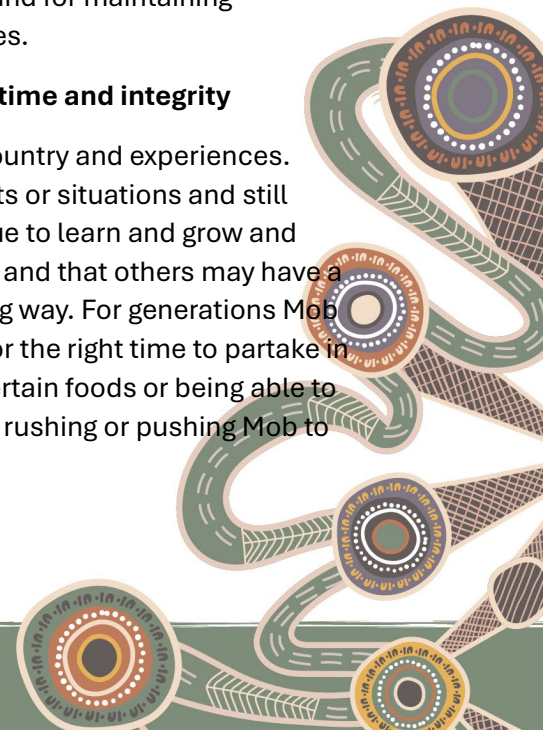 and for maintaining
es.
time and integrity
ountry and experiences.
ts or situations and still
ue to learn and grow and
and that others may have a
g way. For generations Mob
or the right time to partake in
ertain foods or being able to
rushing or pushing Mob to